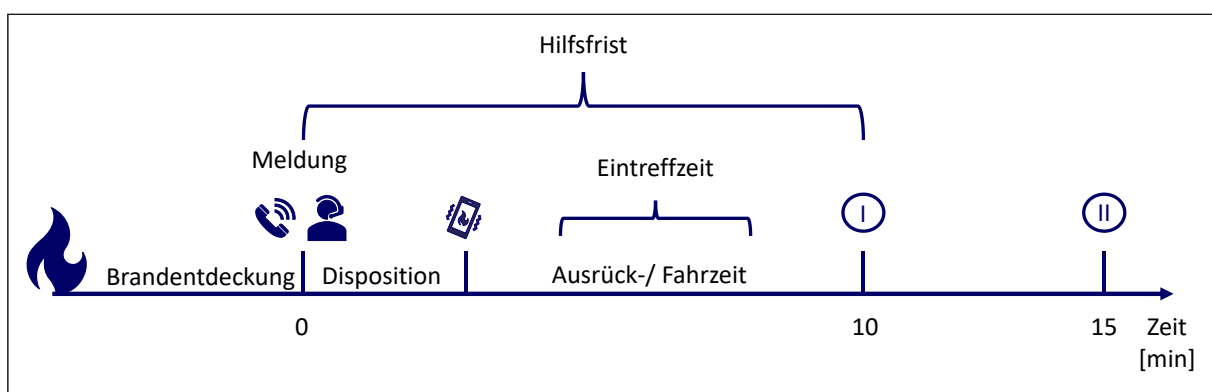 Hilfsfrist
Meldung
Eintreffzeit
I
II
Brandentdeckung
Disposition
Ausrück-/ Fahrzeit
0
10
15
Zeit
[min]